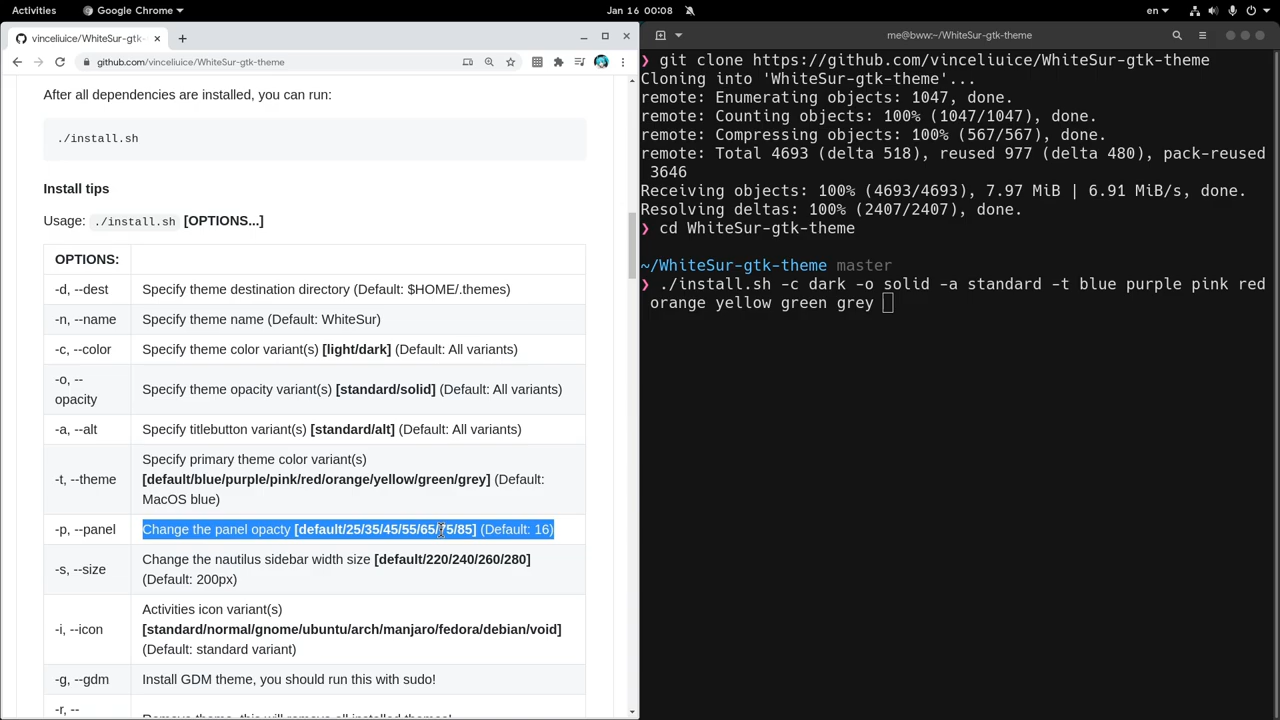 Activities
Google Chrome
Jan 16 00:08
en
vinceliuice/WhiteSur-gtk-
github.com/vinceliuice/WhiteSur-gtk-theme
After all dependencies are installed, you can run:
./install.sh
Install tips
Usage: ./install.sh [OPTIONS...]
OPTIONS:
-d, --dest Specify theme destination directory (Default: $HOME/.themes)
-n, --name Specify theme name (Default: WhiteSur)
-c, --color Specify theme color variant(s) [light/dark] (Default: All variants)
-o, --
opacity
Specify theme opacity variant(s) [standard/solid] (Default: All variants)
-a, --alt Specify titlebutton variant(s) [standard/alt] (Default: All variants)
-t, --theme
Specify primary theme color variant(s)
[default/blue/purple/pink/red/orange/yellow/green/grey] (Default:
MacOS blue)
-p, --panel Change the panel opacty [default/25/35/45/55/65/75/85] (Default: 16)
-s, --size
Change the nautilus sidebar width size [default/220/240/260/280]
(Default: 200px)
-i, --icon
Activities icon variant(s)
[standard/normal/gnome/ubuntu/arch/manjaro/fedora/debian/void]
(Default: standard variant)
-g, --gdm Install GDM theme, you should run this with sudo!
-r, --
Remove theme, this will remove all installed themes!
me@bww:~/WhiteSur-gtk-theme
❯ git clone https://github.com/vinceliuice/WhiteSur-gtk-theme
Cloning into 'WhiteSur-gtk-theme'...
remote: Enumerating objects: 1047, done.
remote: Counting objects: 100% (1047/1047), done.
remote: Compressing objects: 100% (567/567), done.
remote: Total 4693 (delta 518), reused 977 (delta 480), pack-reused
3646
Receiving objects: 100% (4693/4693), 7.97 MiB | 6.91 MiB/s, done.
Resolving deltas: 100% (2407/2407), done.
❯ cd WhiteSur-gtk-theme
~/WhiteSur-gtk-theme master
❯ ./install.sh -c dark -o solid -a standard -t blue purple pink red
orange yellow green grey